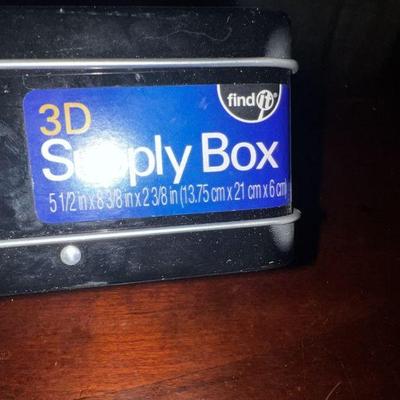 find it
3D
Supply Box
5 1/2 in x 8 3/8 in x 2 3/8 in (13.75 cm x 21 cm x 6 cm)